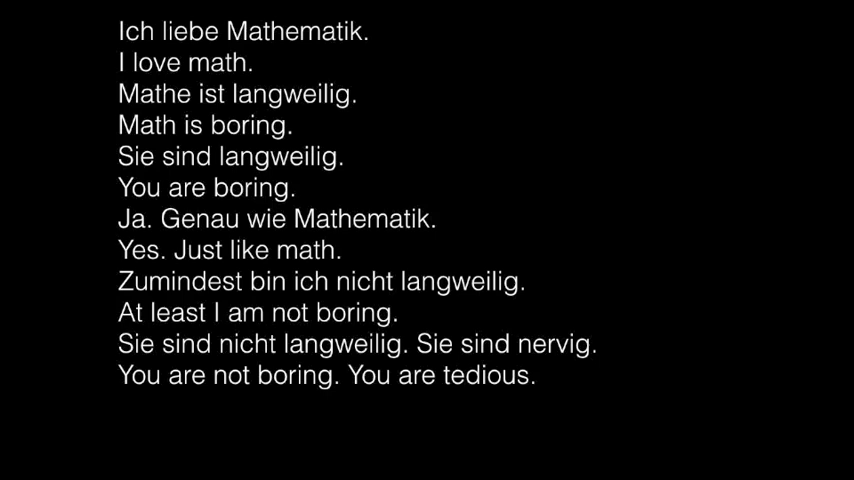 Ich liebe Mathematik.
I love math.
Mathe ist langweilig.
Math is boring.
Sie sind langweilig.
You are boring.
Ja. Genau wie Mathematik.
Yes. Just like math.
Zumindest bin ich nicht langweilig.
At least I am not boring.
Sie sind nicht langweilig. Sie sind nervig.
You are not boring. You are tedious.